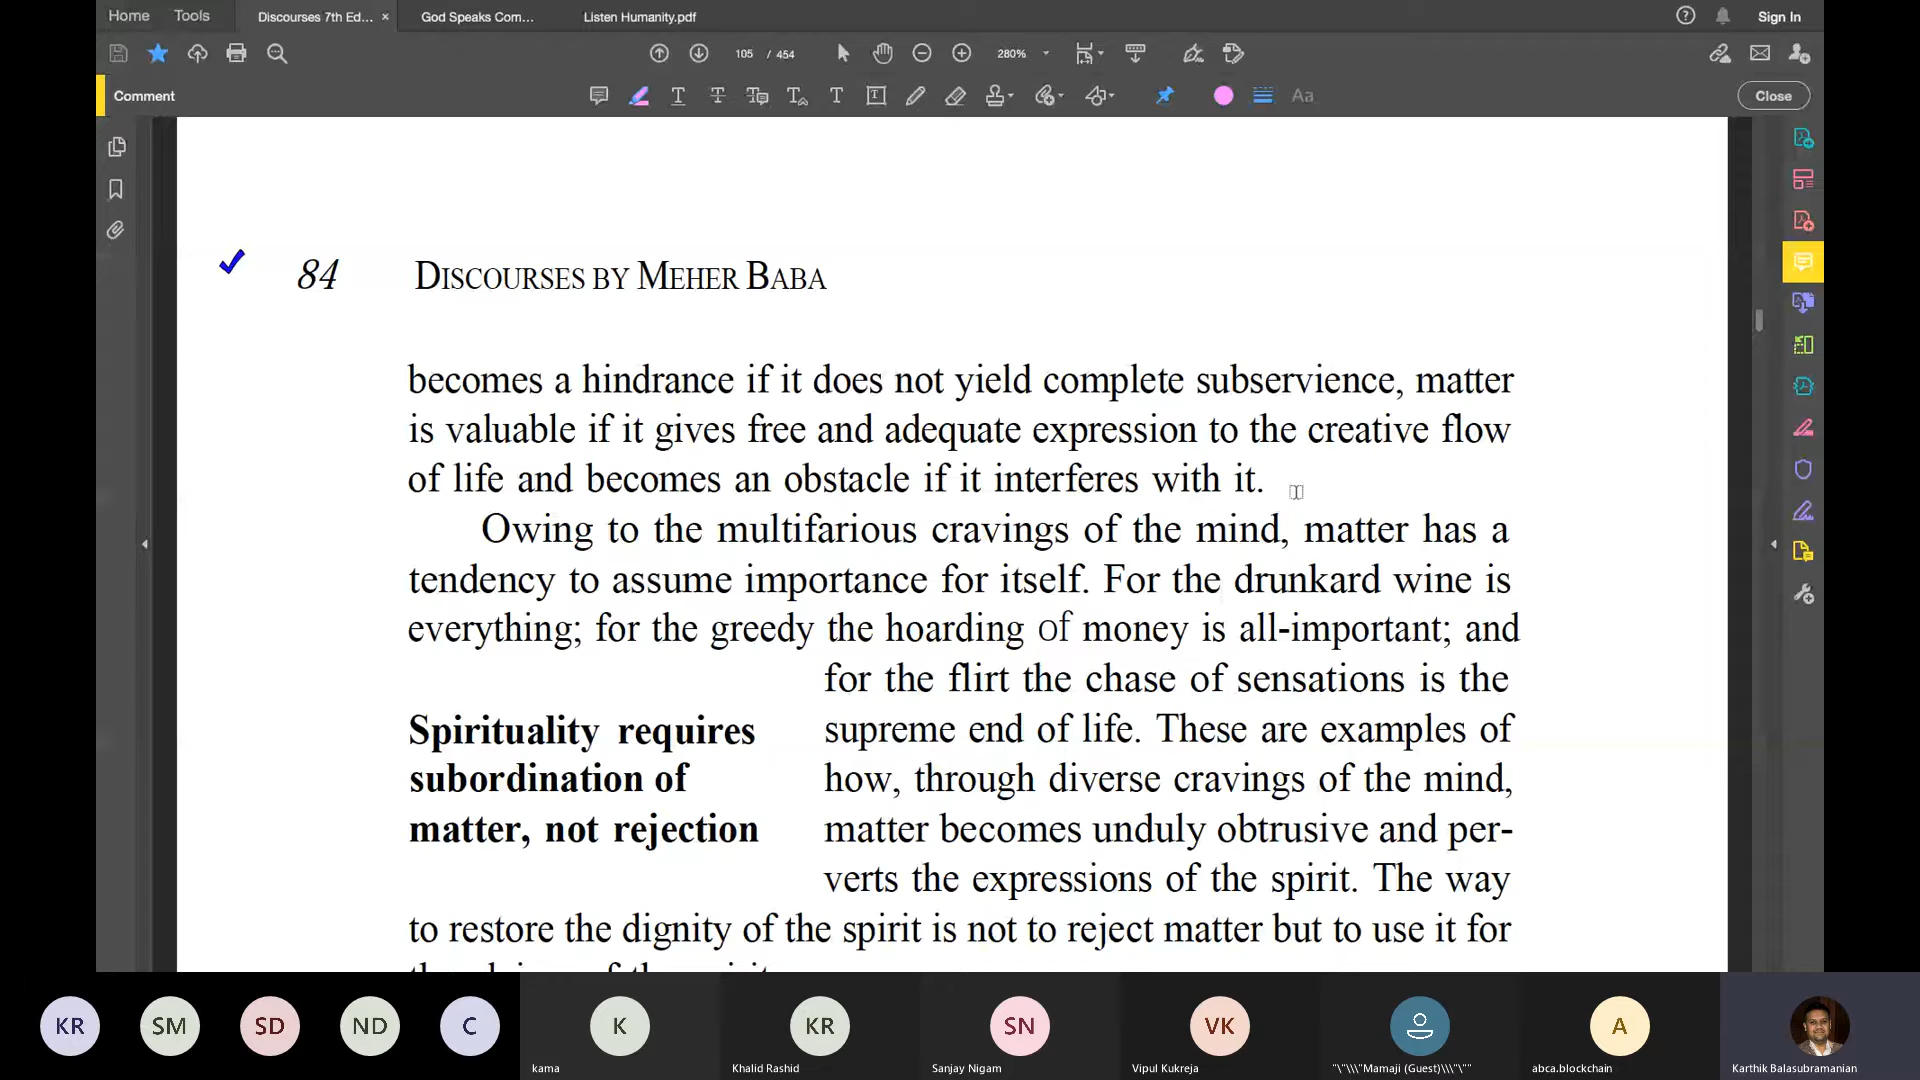 Home
Tools
Discourses 7th Ed...
×
God Speaks Com...
Listen Humanity.pdf
Sign In
105 / 454
280%
Comment
Aa
Close
84 DISCOURSES BY MEHER BABA
becomes a hindrance if it does not yield complete subservience, matter
is valuable if it gives free and adequate expression to the creative flow
of life and becomes an obstacle if it interferes with it.
Owing to the multifarious cravings of the mind, matter has a
tendency to assume importance for itself. For the drunkard wine is
everything; for the greedy the hoarding of money is all-important; and
for the flirt the chase of sensations is the
Spirituality requires
subordination of
matter, not rejection
supreme end of life. These are examples of
how, through diverse cravings of the mind,
matter becomes unduly obtrusive and per-
verts the expressions of the spirit. The way
to restore the dignity of the spirit is not to reject matter but to use it for
KR
SM
SD
ND
C
K
kama
KR
Khalid Rashid
SN
Sanjay Nigam
VK
Vipul Kukreja
"\"\\\"Mamaji (Guest)\\\"\""
A
abca.blockchain
Karthik Balasubramanian